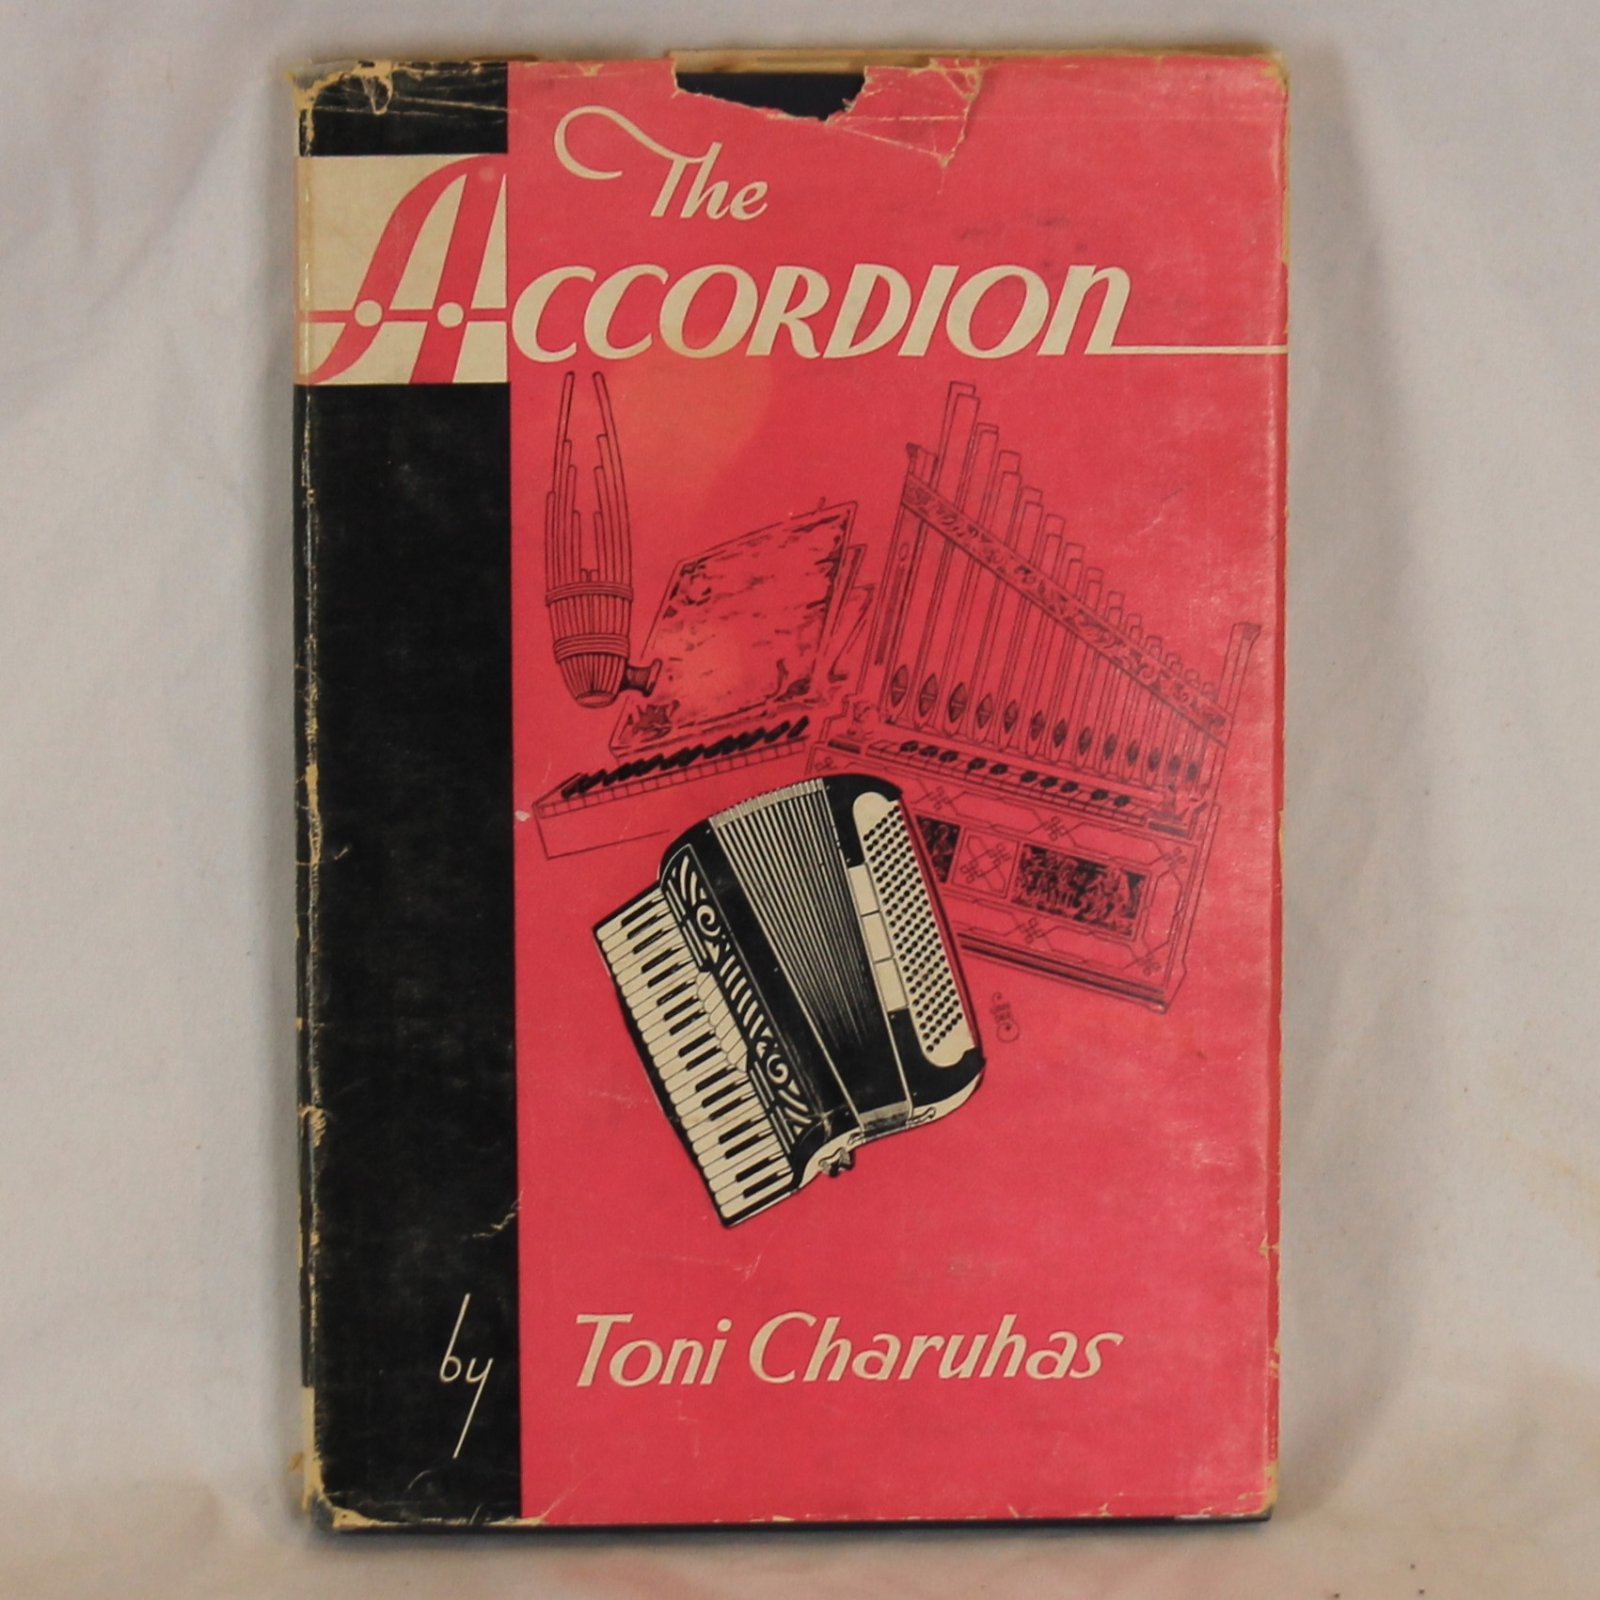 The
Accordion
by Toni Charuhas